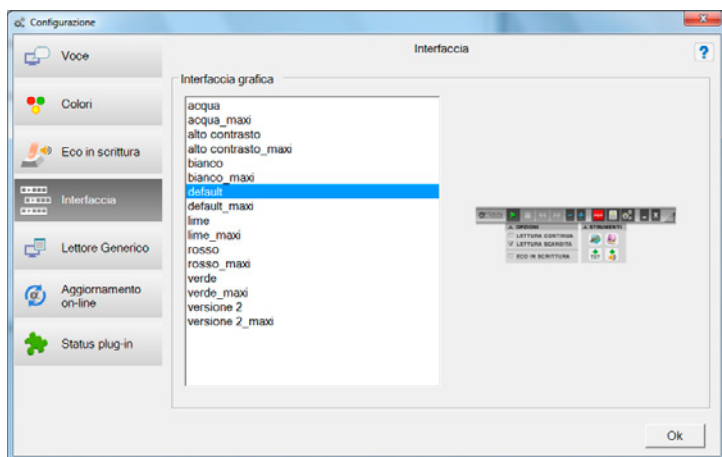 Configurazione
Interfaccia
?
Voce
Colori
Eco in scrittura
Interfaccia
Lettore Generico
Aggiornamento
on-line
Status plug-in
Interfaccia grafica
acqua
acqua_maxi
alto contrasto
alto contrasto_maxi
bianco
bianco_maxi
default
default_maxi
lime
lime_maxi
rosso
rosso_maxi
verde
verde_maxi
versione 2
versione 2_maxi
OPZIONI
LETTURA CONTINUA
LETTURA SCANDITA
ECO IN SCRITTURA
STRUMENTI
TXT
Ok